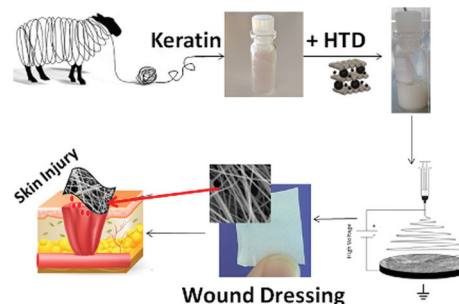 Keratin
+ HTD
Skin Injury
High Voltage
+
-
Wound Dressing